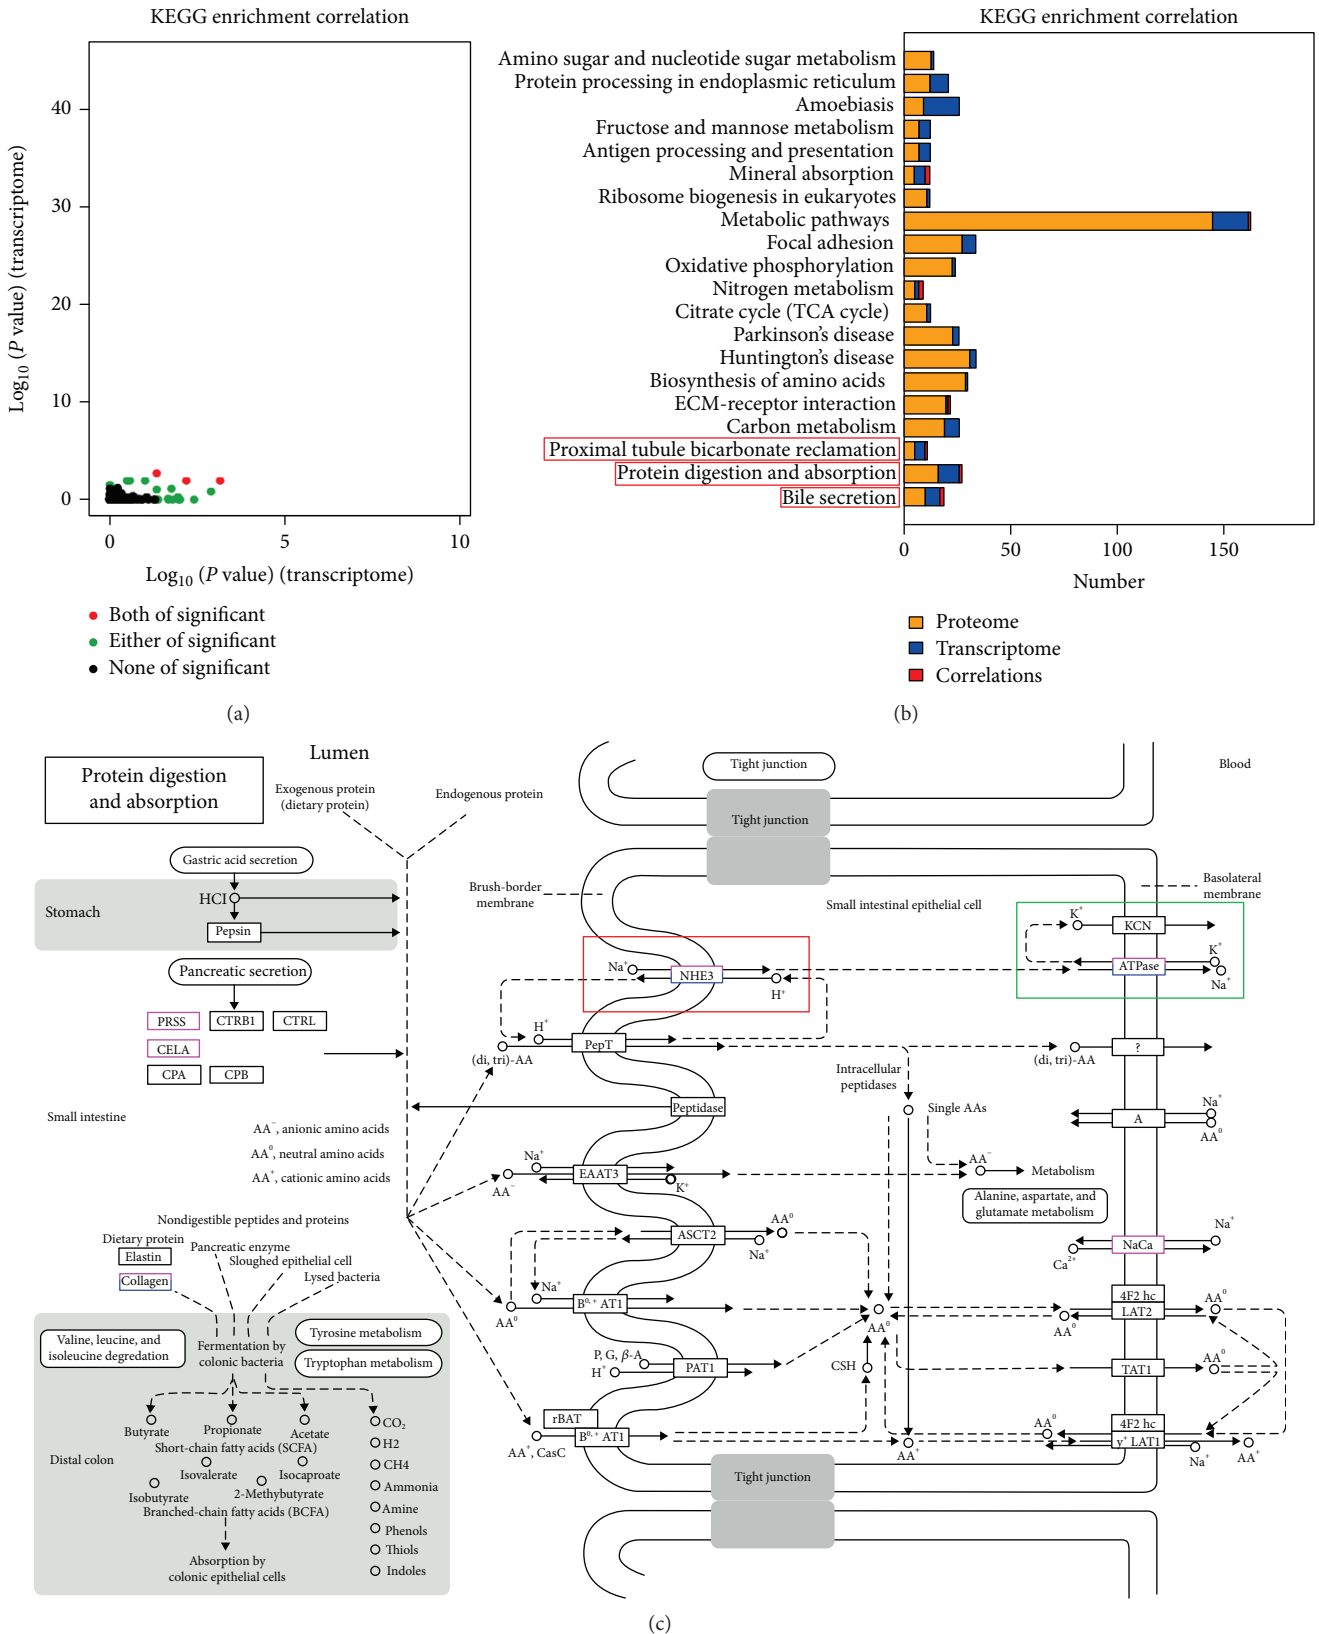 KEGG enrichment correlation
Log10 (P value) (transcriptome)
40
30
20
10
0
0
5
10
Log10 (P value) (transcriptome)
Both of significant
Either of significant
None of significant
(a)
KEGG enrichment correlation
Amino sugar and nucleotide sugar metabolism
Protein processing in endoplasmic reticulum
Amoebiasis
Fructose and mannose metabolism
Antigen processing and presentation
Mineral absorption
Ribosome biogenesis in eukaryotes
Metabolic pathways
Focal adhesion
Oxidative phosphorylation
Nitrogen metabolism
Citrate cycle (TCA cycle)
Parkinson's disease
Huntington's disease
Biosynthesis of amino acids
ECM-receptor interaction
Carbon metabolism
Proximal tubule bicarbonate reclamation
Protein digestion and absorption
Bile secretion
0
50
100
150
Number
Proteome
Transcriptome
Correlations
(b)
Protein digestion
and absorption
Lumen
Exogenous protein
(dietary protein)
Endogenous protein
Gastric acid secretion
Stomach
HCI
Pepsin
Pancreatic secretion
PRSS
CTRB1
CTRL
CELA
CPA
CPB
Small intestine
AA−, anionic amino acids
AA0, neutral amino acids
AA+, cationic amino acids
Nondigestible peptides and proteins
Dietary protein
Elastin
Collagen
Pancreatic enzyme
Sloughed epithelial cell
Lysed bacteria
Valine, leucine, and
isoleucine degredation
Fermentation by
colonic bacteria
Tyrosine metabolism
Tryptophan metabolism
Butyrate
Propionate
Acetate
Short-chain fatty acids (SCFA)
Distal colon
Isovalerate
Isocaproate
Isobutyrate
2-Methybutyrate
Branched-chain fatty acids (BCFA)
Absorption by
colonic epithelial cells
CO2
H2
CH4
Ammonia
Amine
Phenols
Thiols
Indoles
Tight junction
Tight junction
Blood
Brush-border
membrane
Small intestinal epithelial cell
Basolateral
membrane
Na+
NHE3
H+
K+
KCN
ATPase
K+
Na+
H+
(di, tri)-AA
PepT
Intracellular
peptidases
(di, tri)-AA
?
Peptidase
Single AAs
A
Na+
AA0
Na+
AA−
EAAT3
K+
AA−
Metabolism
Alanine, aspartate, and
glutamate metabolism
ASCT2
AA0
Na+
Ca2+
NaCa
Na+
Na+
AA0
B0,+ AT1
AA0
AA0
4F2 hc
LAT2
AA0
P, G, β-A
H+
PAT1
CSH
TAT1
AA0
rBAT
B0,+ AT1
AA+, CasC
AA+
AA0
4F2 hc
y+ LAT1
Na+
AA+
Tight junction
(c)